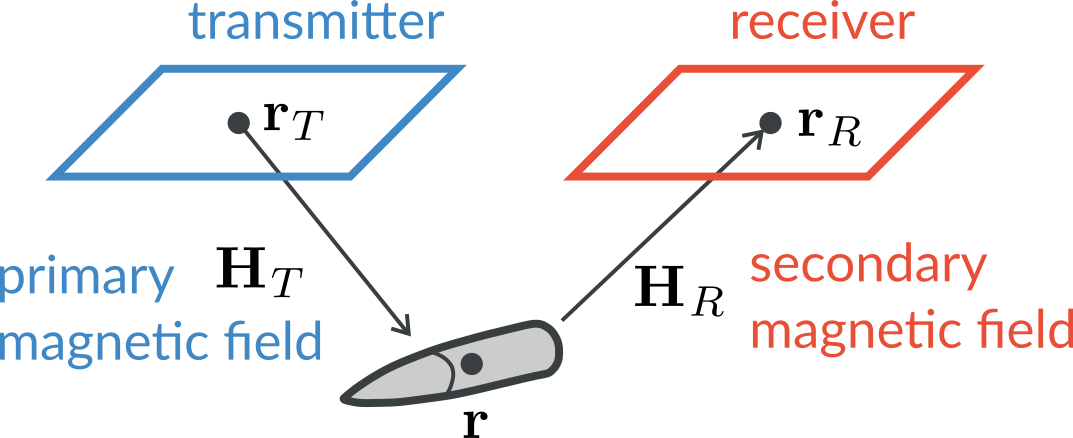 transmitter
receiver
r_T
r_R
primary
magnetic field
H_T
H_R
secondary
magnetic field
r